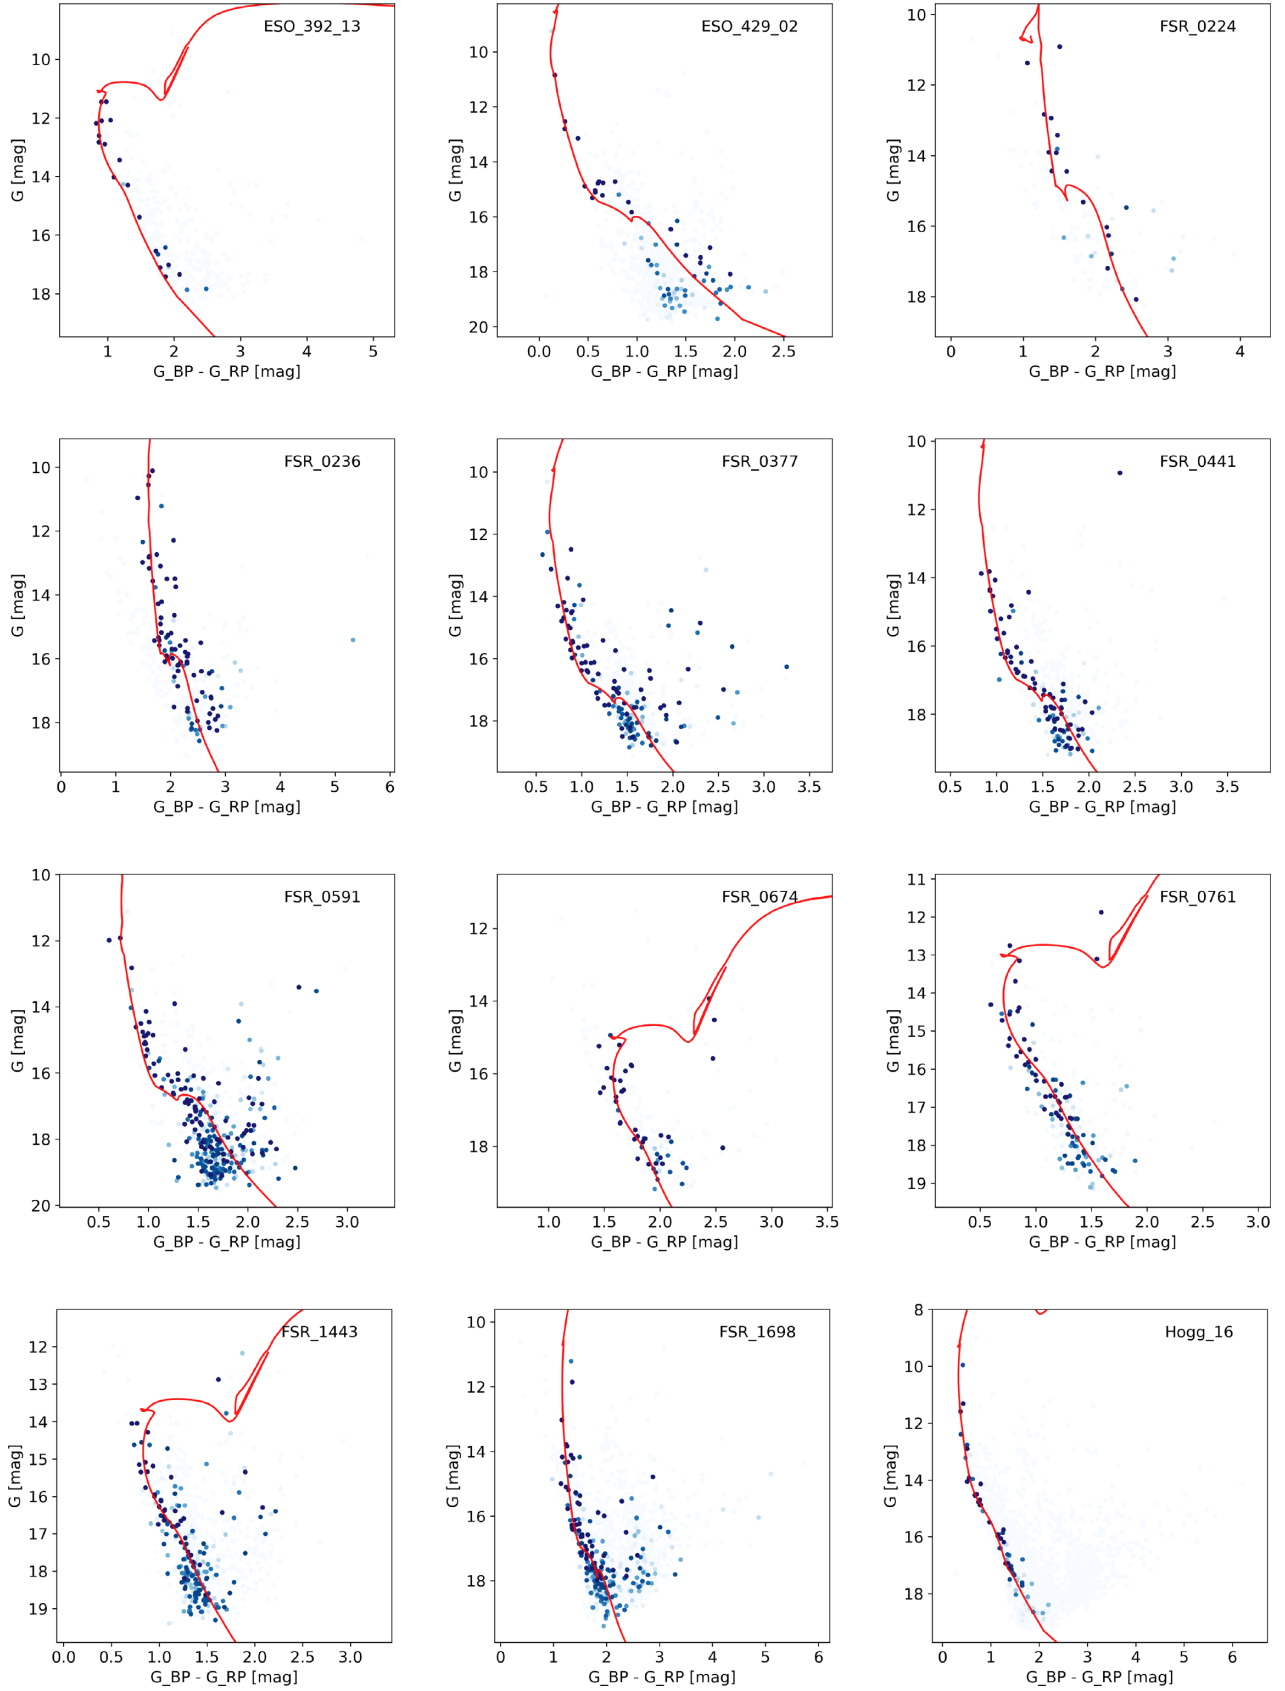 ESO_392_13
10
12
14
16
18
G [mag]
1 2 3 4 5
G_BP - G_RP [mag]
ESO_429_02
10
12
14
16
18
20
G [mag]
0.0 0.5 1.0 1.5 2.0 2.5
G_BP - G_RP [mag]
FSR_0224
10
12
14
16
18
G [mag]
0 1 2 3 4
G_BP - G_RP [mag]
FSR_0236
10
12
14
16
18
G [mag]
0 1 2 3 4 5 6
G_BP - G_RP [mag]
FSR_0377
10
12
14
16
18
G [mag]
0.5 1.0 1.5 2.0 2.5 3.0 3.5
G_BP - G_RP [mag]
FSR_0441
10
12
14
16
18
G [mag]
0.5 1.0 1.5 2.0 2.5 3.0 3.5
G_BP - G_RP [mag]
FSR_0591
10
12
14
16
18
20
G [mag]
0.5 1.0 1.5 2.0 2.5 3.0
G_BP - G_RP [mag]
FSR_0674
12
14
16
18
G [mag]
1.0 1.5 2.0 2.5 3.0 3.5
G_BP - G_RP [mag]
FSR_0761
11
12
13
14
15
16
17
18
19
G [mag]
0.5 1.0 1.5 2.0 2.5 3.0
G_BP - G_RP [mag]
FSR_1443
12
13
14
15
16
17
18
19
G [mag]
0.0 0.5 1.0 1.5 2.0 2.5 3.0
G_BP - G_RP [mag]
FSR_1698
10
12
14
16
18
G [mag]
0 1 2 3 4 5 6
G_BP - G_RP [mag]
Hogg_16
8
10
12
14
16
18
G [mag]
0 1 2 3 4 5 6
G_BP - G_RP [mag]